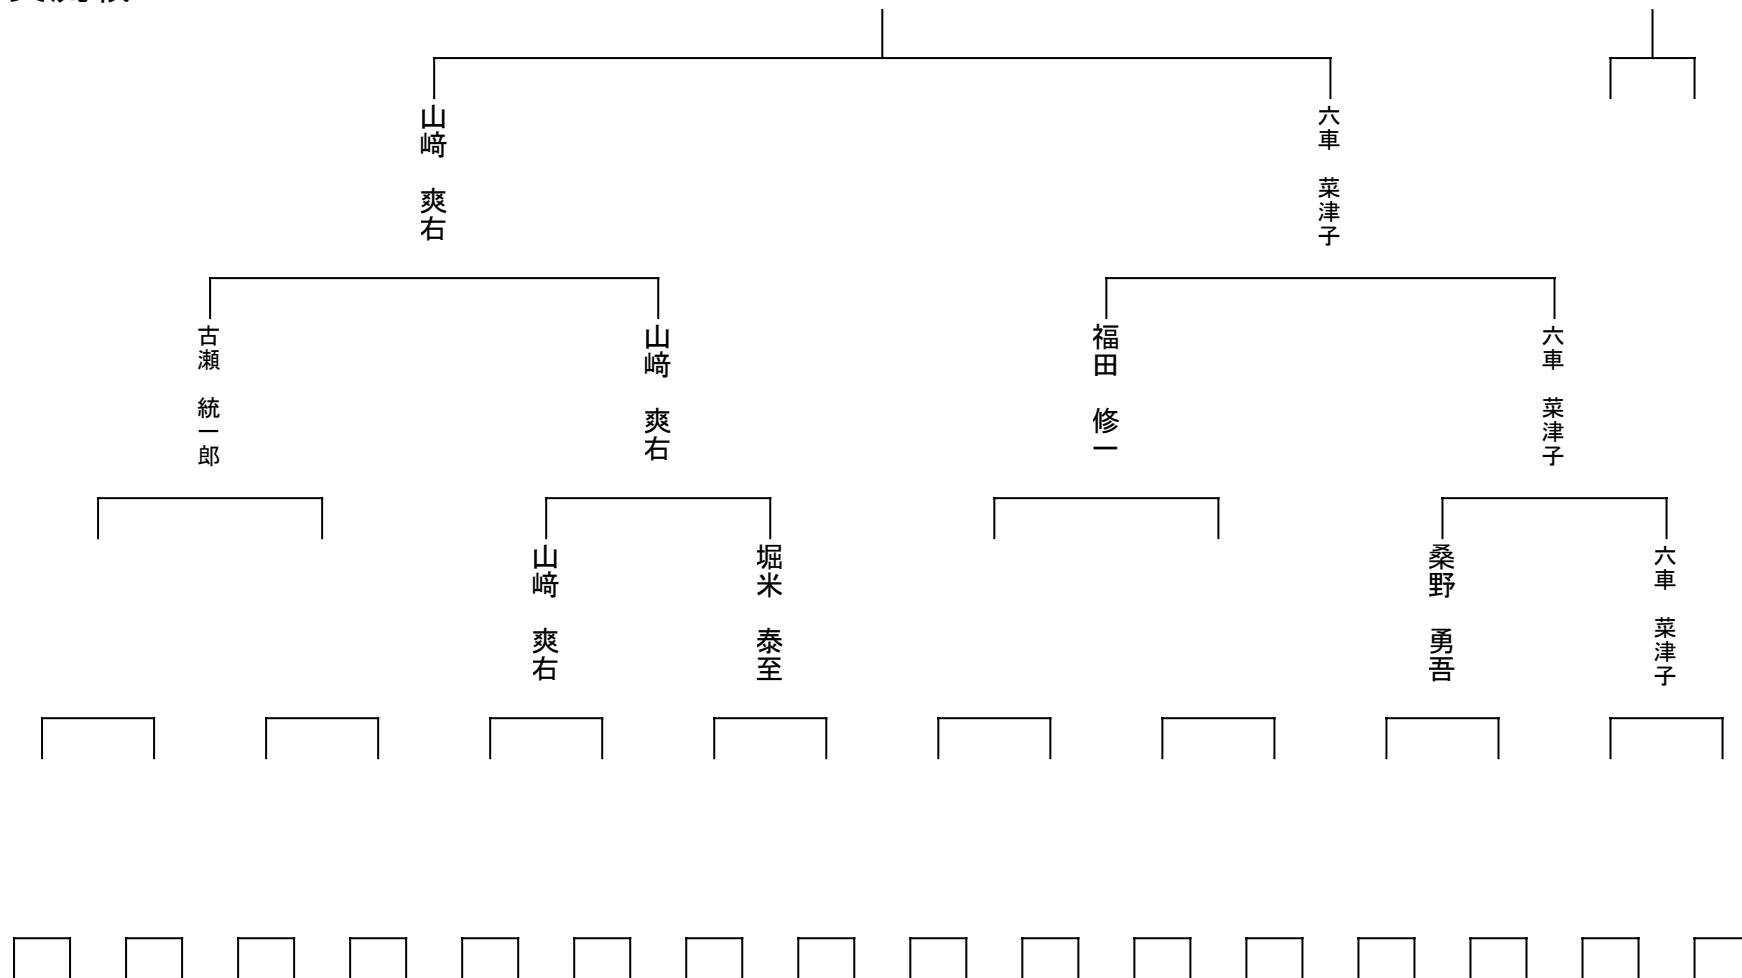 山﨑　爽右
六車　菜津子
古瀬　統一郎
山﨑　爽右
福田　修一
六車　菜津子
山﨑　爽右
堀米　泰至
桑野　勇吾
六車　菜津子